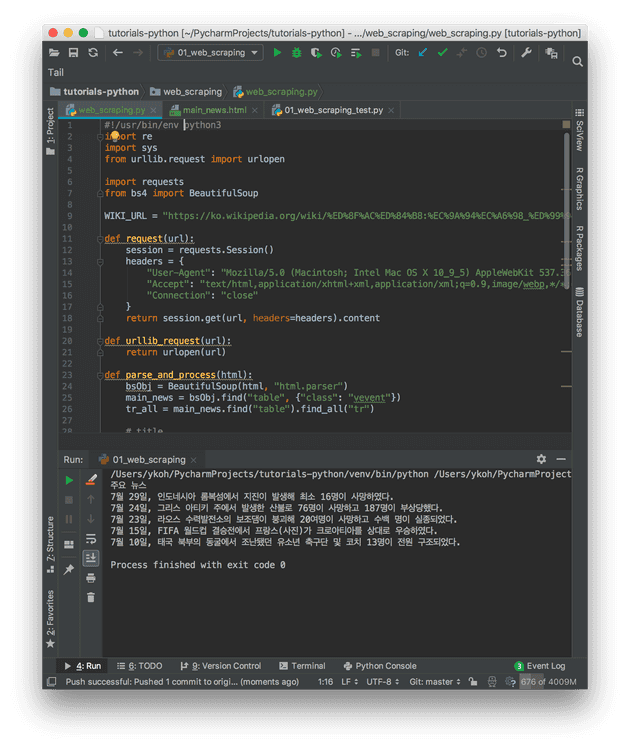 tutorials-python [~/PycharmProjects/tutorials-python] - .../web_scraping/web_scraping.py [tutorials-python]
01_web_scraping
Git:
Tail
tutorials-python web_scraping web_scraping.py
web_scraping.py main_news.html 01_web_scraping_test.py
1: Project
SciView
R Graphics
R Packages
Database
1 #!/usr/bin/env python3
2 import re
3 import sys
4 from urllib.request import urlopen
5
6 import requests
7 from bs4 import BeautifulSoup
8
9 WIKI_URL = "https://ko.wikipedia.org/wiki/%ED%8F%AC%ED%84%B8:%EC%9A%94%EC%A6%98_%ED%99%9
10
11 def request(url):
12 session = requests.Session()
13 headers = {
14 "User-Agent": "Mozilla/5.0 (Macintosh; Intel Mac OS X 10_9_5) AppleWebKit 537.36
15 "Accept": "text/html,application/xhtml+xml,application/xml;q=0.9,image/webp,*/*
16 "Connection": "close"
17 }
18 return session.get(url, headers=headers).content
19
20 def urllib_request(url):
21 return urlopen(url)
22
23 def parse_and_process(html):
24 bsObj = BeautifulSoup(html, "html.parser")
25 main_news = bsObj.find("table", {"class": "vevent"})
26 tr_all = main_news.find("table").find_all("tr")
27
28 # title
Run: 01_web_scraping
/Users/ykoh/PycharmProjects/tutorials-python/venv/bin/python /Users/ykoh/PycharmProject
주요 뉴스
7월 29일, 인도네시아 롬복섬에서 지진이 발생해 최소 16명이 사망하였다.
7월 24일, 그리스 아티키 주에서 발생한 산불로 76명이 사망하고 187명이 부상당했다.
7월 23일, 라오스 수력발전소의 보조댐이 붕괴해 20여명이 사망하고 수백 명이 실종되었다.
7월 15일, FIFA 월드컵 결승전에서 프랑스(사진)가 크로아티아를 상대로 우승하였다.
7월 10일, 태국 북부의 동굴에서 조난됐던 유소년 축구단 및 코치 13명이 전원 구조되었다.
Process finished with exit code 0
7: Structure
2: Favorites
4: Run 6: TODO 9: Version Control Terminal Python Console 3 Event Log
Push successful: Pushed 1 commit to origi... (moments ago) 1:16 LF UTF-8 Git: master 676 of 4009M